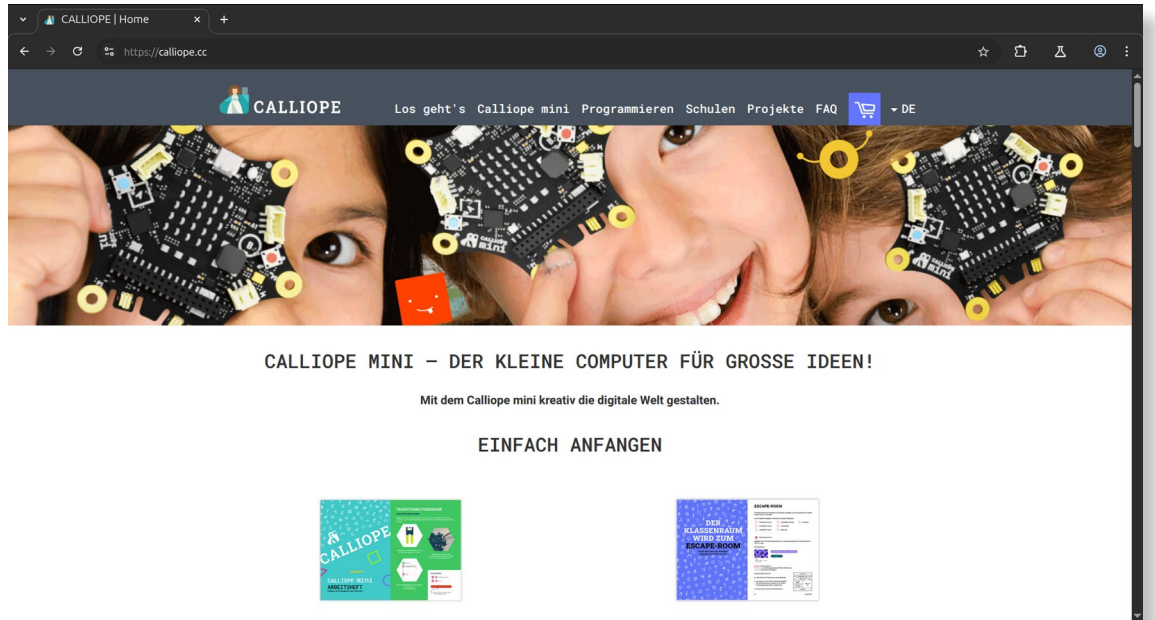 CALLIOPE | Home
https://calliope.cc
CALLIOPE
Los geht's Calliope mini Programmieren Schulen Projekte FAQ DE
CALLIOPE MINI – DER KLEINE COMPUTER FÜR GROSSE IDEEN!
Mit dem Calliope mini kreativ die digitale Welt gestalten.
EINFACH ANFANGEN
CALLIOPE
CALLIOPE mini
ARBEITSHEFT
DER
KLASSENRAUM
WIRD ZUM
ESCAPE-ROOM
ESCAPE-ROOM